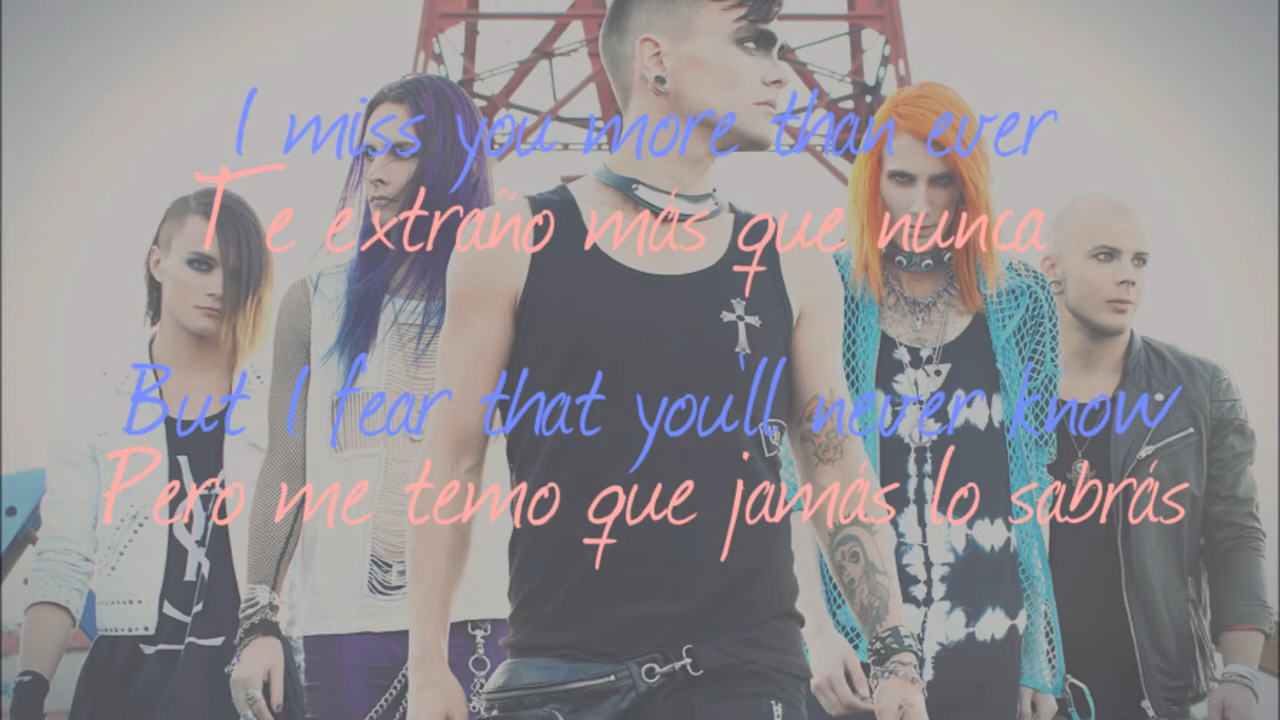 I miss you more than ever
Te extraño más que nunca
But I fear that you'll never know
Pero me temo que jamás lo sabrás